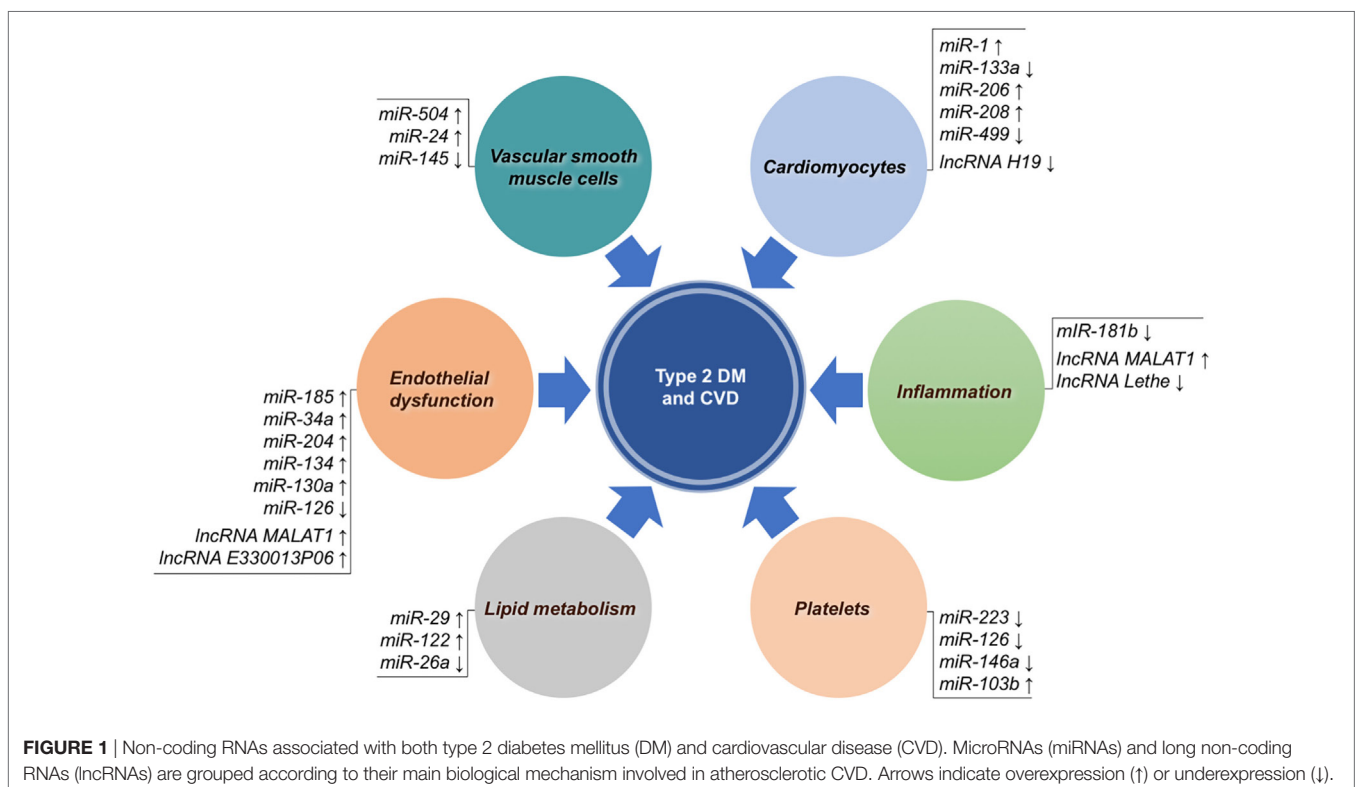 miR-504 ↑
miR-24 ↑
miR-145 ↓
Vascular smooth
muscle cells
Cardiomyocytes
miR-1 ↑
miR-133a ↓
miR-206 ↑
miR-208 ↑
miR-499 ↓
lncRNA H19 ↓
Endothelial
dysfunction
miR-185 ↑
miR-34a ↑
miR-204 ↑
miR-134 ↑
miR-130a ↑
miR-126 ↓
lncRNA MALAT1 ↑
lncRNA E330013P06 ↑
Type 2 DM
and CVD
Inflammation
mIR-181b ↓
lncRNA MALAT1 ↑
lncRNA Lethe ↓
Lipid metabolism
miR-29 ↑
miR-122 ↑
miR-26a ↓
Platelets
miR-223 ↓
miR-126 ↓
miR-146a ↓
miR-103b ↑
FIGURE 1 | Non-coding RNAs associated with both type 2 diabetes mellitus (DM) and cardiovascular disease (CVD). MicroRNAs (miRNAs) and long non-coding
RNAs (lncRNAs) are grouped according to their main biological mechanism involved in atherosclerotic CVD. Arrows indicate overexpression (↑) or underexpression (↓).